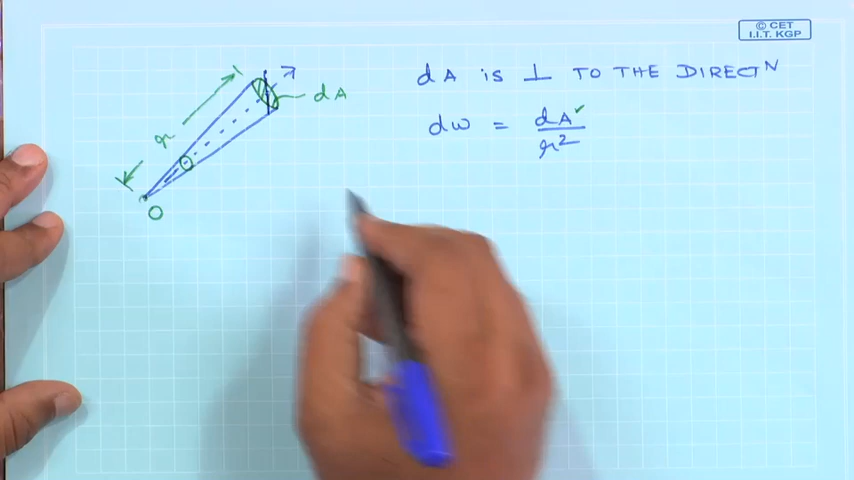 © CET
I.I.T. KGP
dA IS ⊥ TO THE DIRECTN
dA
dω = dA✓ / r²
r
O